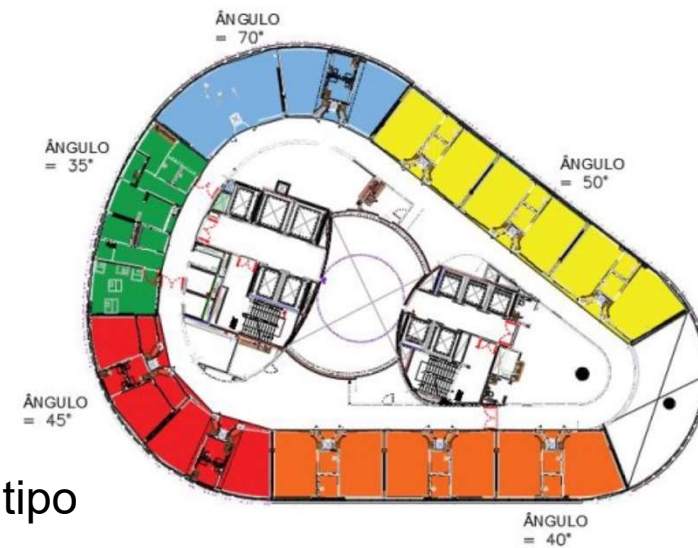 ÂNGULO
= 70°
ÂNGULO
= 35°
ÂNGULO
= 50°
ÂNGULO
= 45°
tipo
ÂNGULO
= 40°